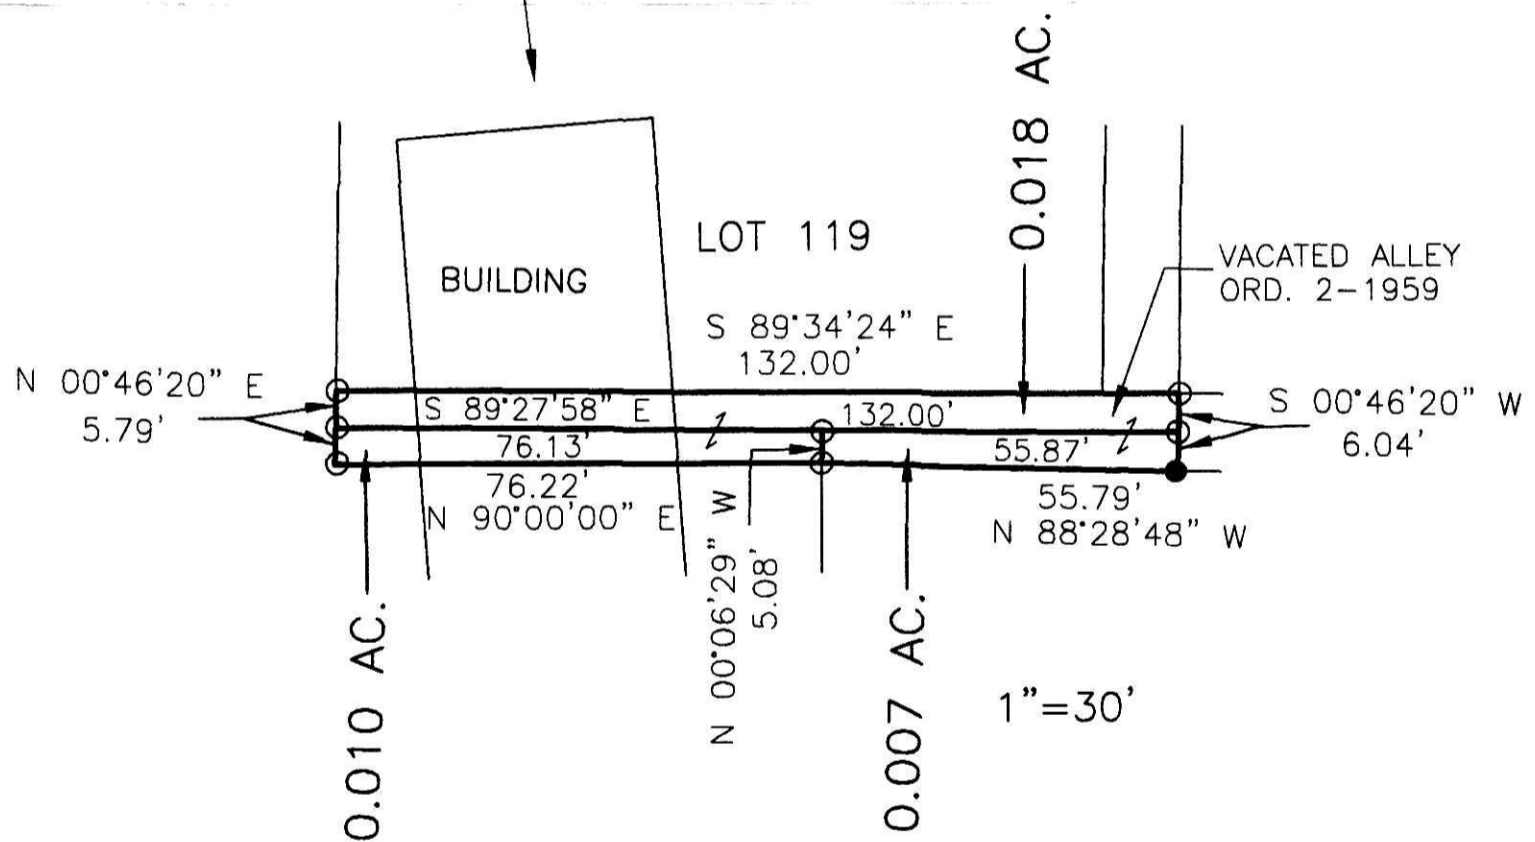 0.018 AC.
LOT 119
VACATED ALLEY
ORD. 2-1959
BUILDING
S 89°34'24" E
132.00'
N 00°46'20" E
5.79'
S 89°27'58" E
132.00'
S 00°46'20" W
6.04'
76.13'
55.87'
76.22'
N 90°00'00" E
55.79'
N 88°28'48" W
N 00°06'29" W
5.08'
0.010 AC.
0.007 AC.
1"=30'